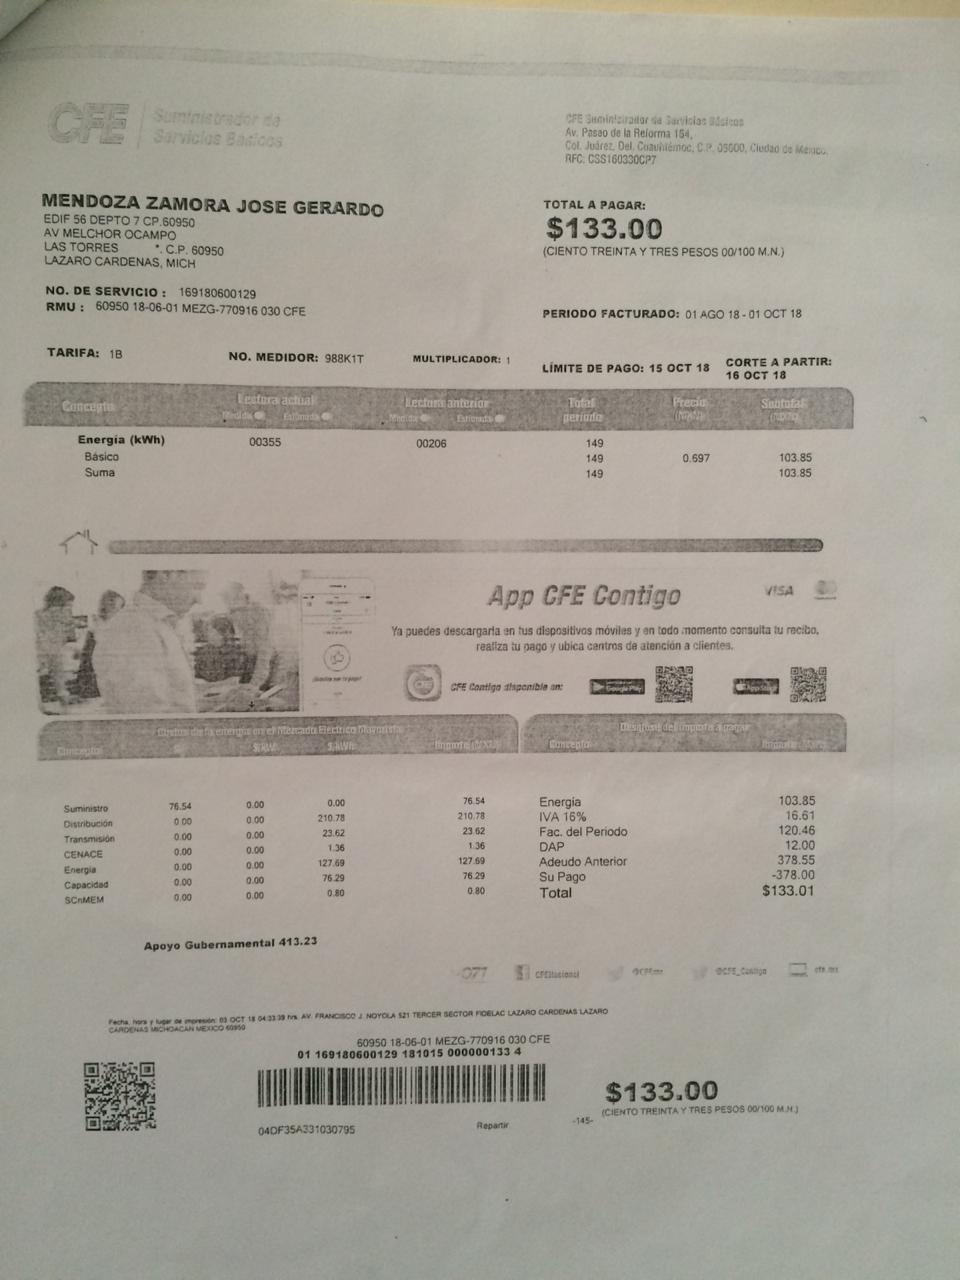 CFE Suministrador de
Servicios Básicos
CFE Suministrador de Servicios Básicos
Av. Paseo de la Reforma 164,
Col. Juárez, Del. Cuauhtémoc, C.P. 06600, Ciudad de México.
RFC: CSS160330CP7
MENDOZA ZAMORA JOSE GERARDO
EDIF 56 DEPTO 7 CP.60950
AV MELCHOR OCAMPO
LAS TORRES *. C.P. 60950
LAZARO CARDENAS, MICH
TOTAL A PAGAR:
$133.00
(CIENTO TREINTA Y TRES PESOS 00/100 M.N.)
NO. DE SERVICIO : 169180600129
RMU : 60950 18-06-01 MEZG-770916 030 CFE
PERIODO FACTURADO: 01 AGO 18 - 01 OCT 18
TARIFA: 1B NO. MEDIDOR: 988K1T MULTIPLICADOR: 1 LÍMITE DE PAGO: 15 OCT 18 CORTE A PARTIR:
16 OCT 18
Concepto Lectura actual Lectura anterior Total periodo Precio (MXN) Subtotal (MXN)
Medida Estimada Medida Estimada
Energía (kWh) 00355 00206 149
Básico 149 0.697 103.85
Suma 149 103.85
App CFE Contigo VISA
Ya puedes descargarla en tus dispositivos móviles y en todo momento consulta tu recibo,
realiza tu pago y ubica centros de atención a clientes.
CFE Contigo disponible en: Google Play App Store
Costos de la energía en el Mercado Eléctrico Mayorista Desglose del importe a pagar
Concepto $ $/kW $/kWh Importe (MXN) Concepto Importe (MXN)
Suministro 76.54 0.00 0.00 76.54 Energía 103.85
Distribución 0.00 0.00 210.78 210.78 IVA 16% 16.61
Transmisión 0.00 0.00 23.62 23.62 Fac. del Periodo 120.46
CENACE 0.00 0.00 1.36 1.36 DAP 12.00
Energía 0.00 0.00 127.69 127.69 Adeudo Anterior 378.55
Capacidad 0.00 0.00 76.29 76.29 Su Pago -378.00
SCnMEM 0.00 0.00 0.80 0.80 Total $133.01
Apoyo Gubernamental 413.23
071 CFENacional @CFEmx @CFE_Contigo cfe.mx
Fecha, hora y lugar de impresión: 03 OCT 18 04:33:39 hrs. AV. FRANCISCO J. NOYOLA 521 TERCER SECTOR FIDELAC LAZARO CARDENAS LAZARO
CARDENAS MICHOACAN MEXICO 60950
60950 18-06-01 MEZG-770916 030 CFE
01 169180600129 181015 000000133 4
$133.00
(CIENTO TREINTA Y TRES PESOS 00/100 M.N.)
04DF35A331030795 Repartir -145-